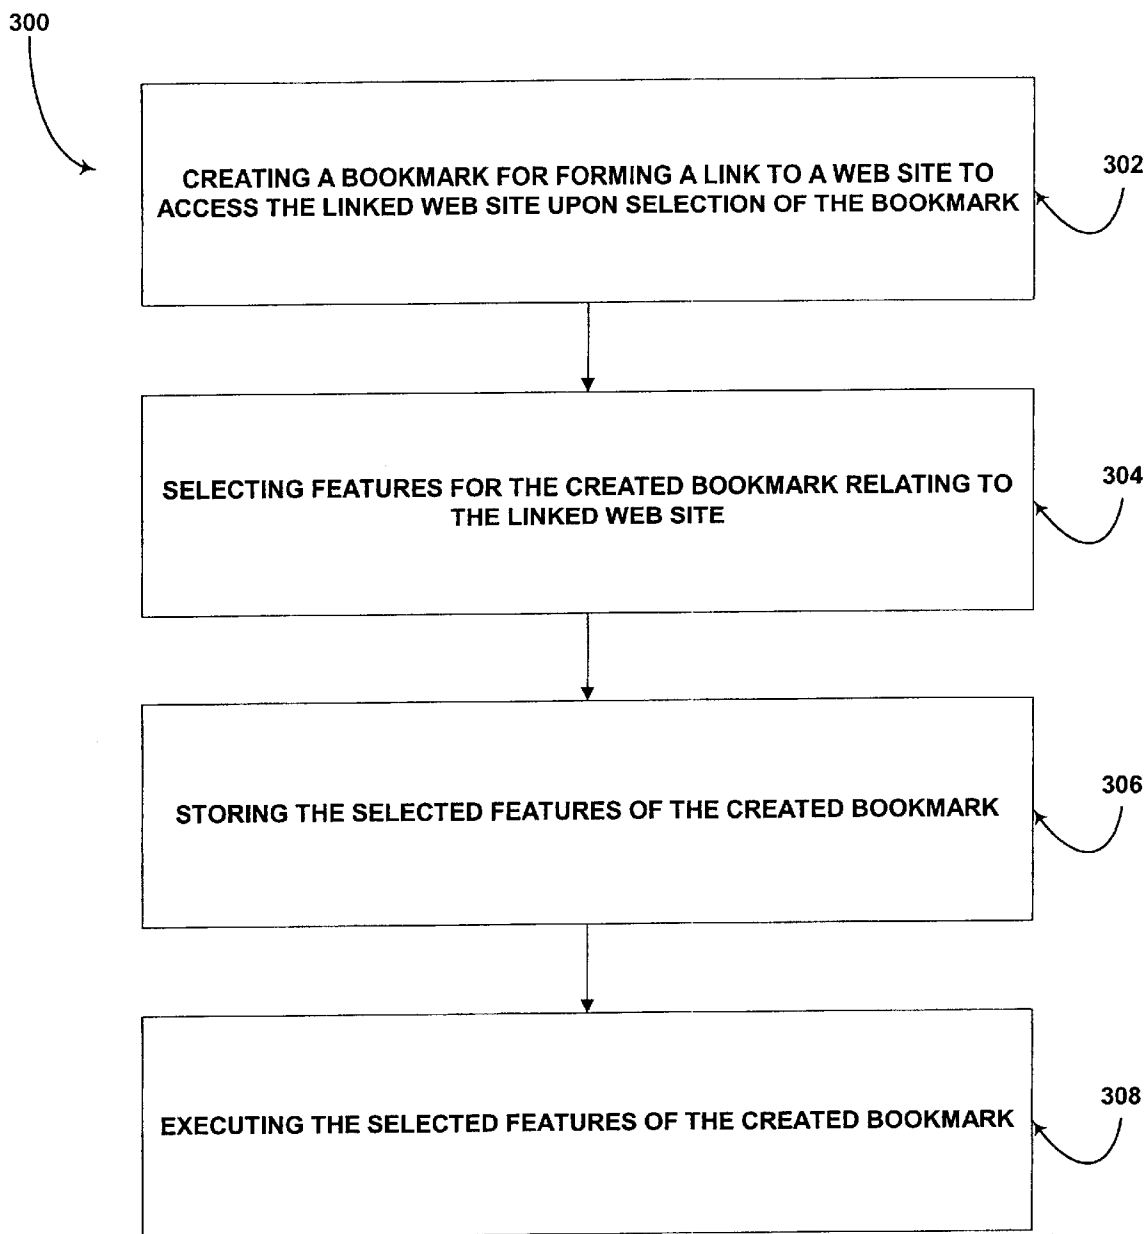 300
CREATING A BOOKMARK FOR FORMING A LINK TO A WEB SITE TO
ACCESS THE LINKED WEB SITE UPON SELECTION OF THE BOOKMARK
302
SELECTING FEATURES FOR THE CREATED BOOKMARK RELATING TO
THE LINKED WEB SITE
304
STORING THE SELECTED FEATURES OF THE CREATED BOOKMARK
306
EXECUTING THE SELECTED FEATURES OF THE CREATED BOOKMARK
308